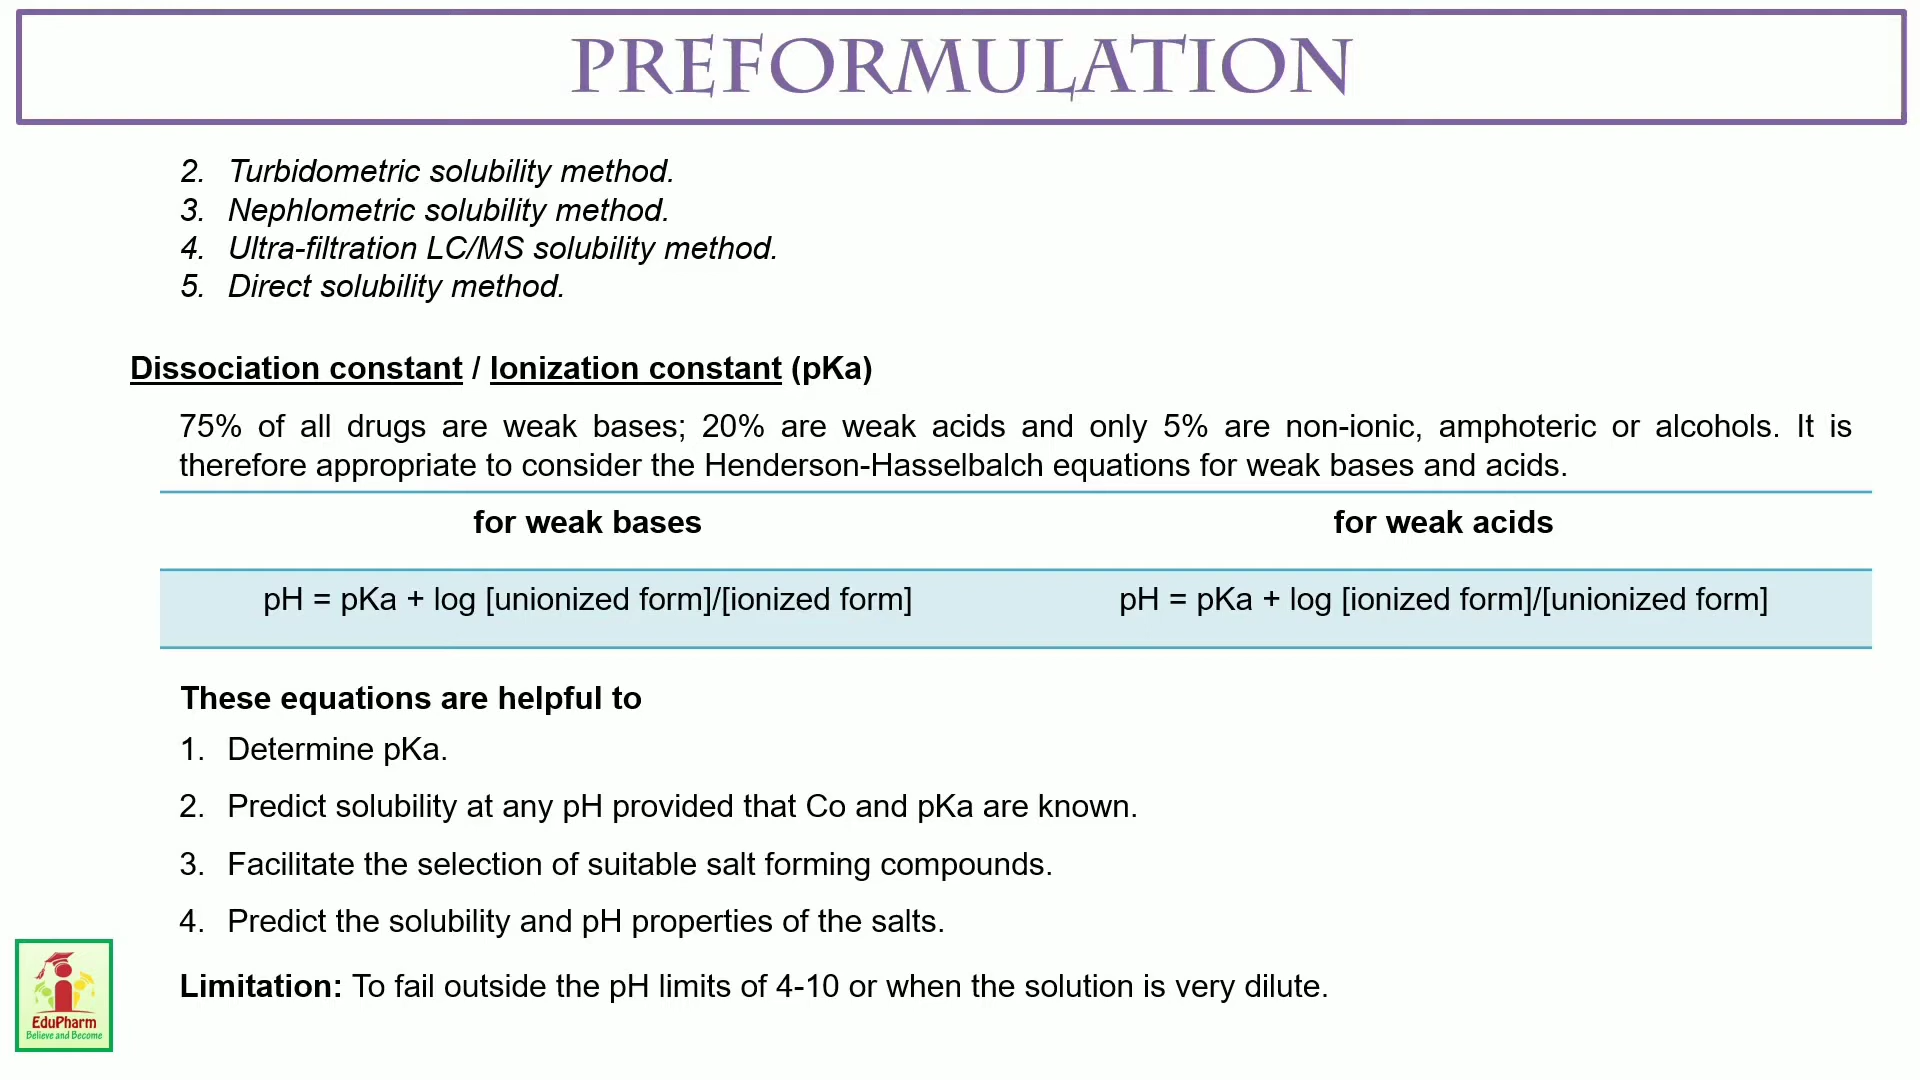 PREFORMULATION
2. Turbidometric solubility method.
3. Nephlometric solubility method.
4. Ultra-filtration LC/MS solubility method.
5. Direct solubility method.
Dissociation constant / Ionization constant (pKa)
75% of all drugs are weak bases; 20% are weak acids and only 5% are non-ionic, amphoteric or alcohols. It is
therefore appropriate to consider the Henderson-Hasselbalch equations for weak bases and acids.
for weak bases for weak acids
pH = pKa + log [unionized form]/[ionized form] pH = pKa + log [ionized form]/[unionized form]
These equations are helpful to
1. Determine pKa.
2. Predict solubility at any pH provided that Co and pKa are known.
3. Facilitate the selection of suitable salt forming compounds.
4. Predict the solubility and pH properties of the salts.
Limitation: To fail outside the pH limits of 4-10 or when the solution is very dilute.
EduPharm
Believe and Become